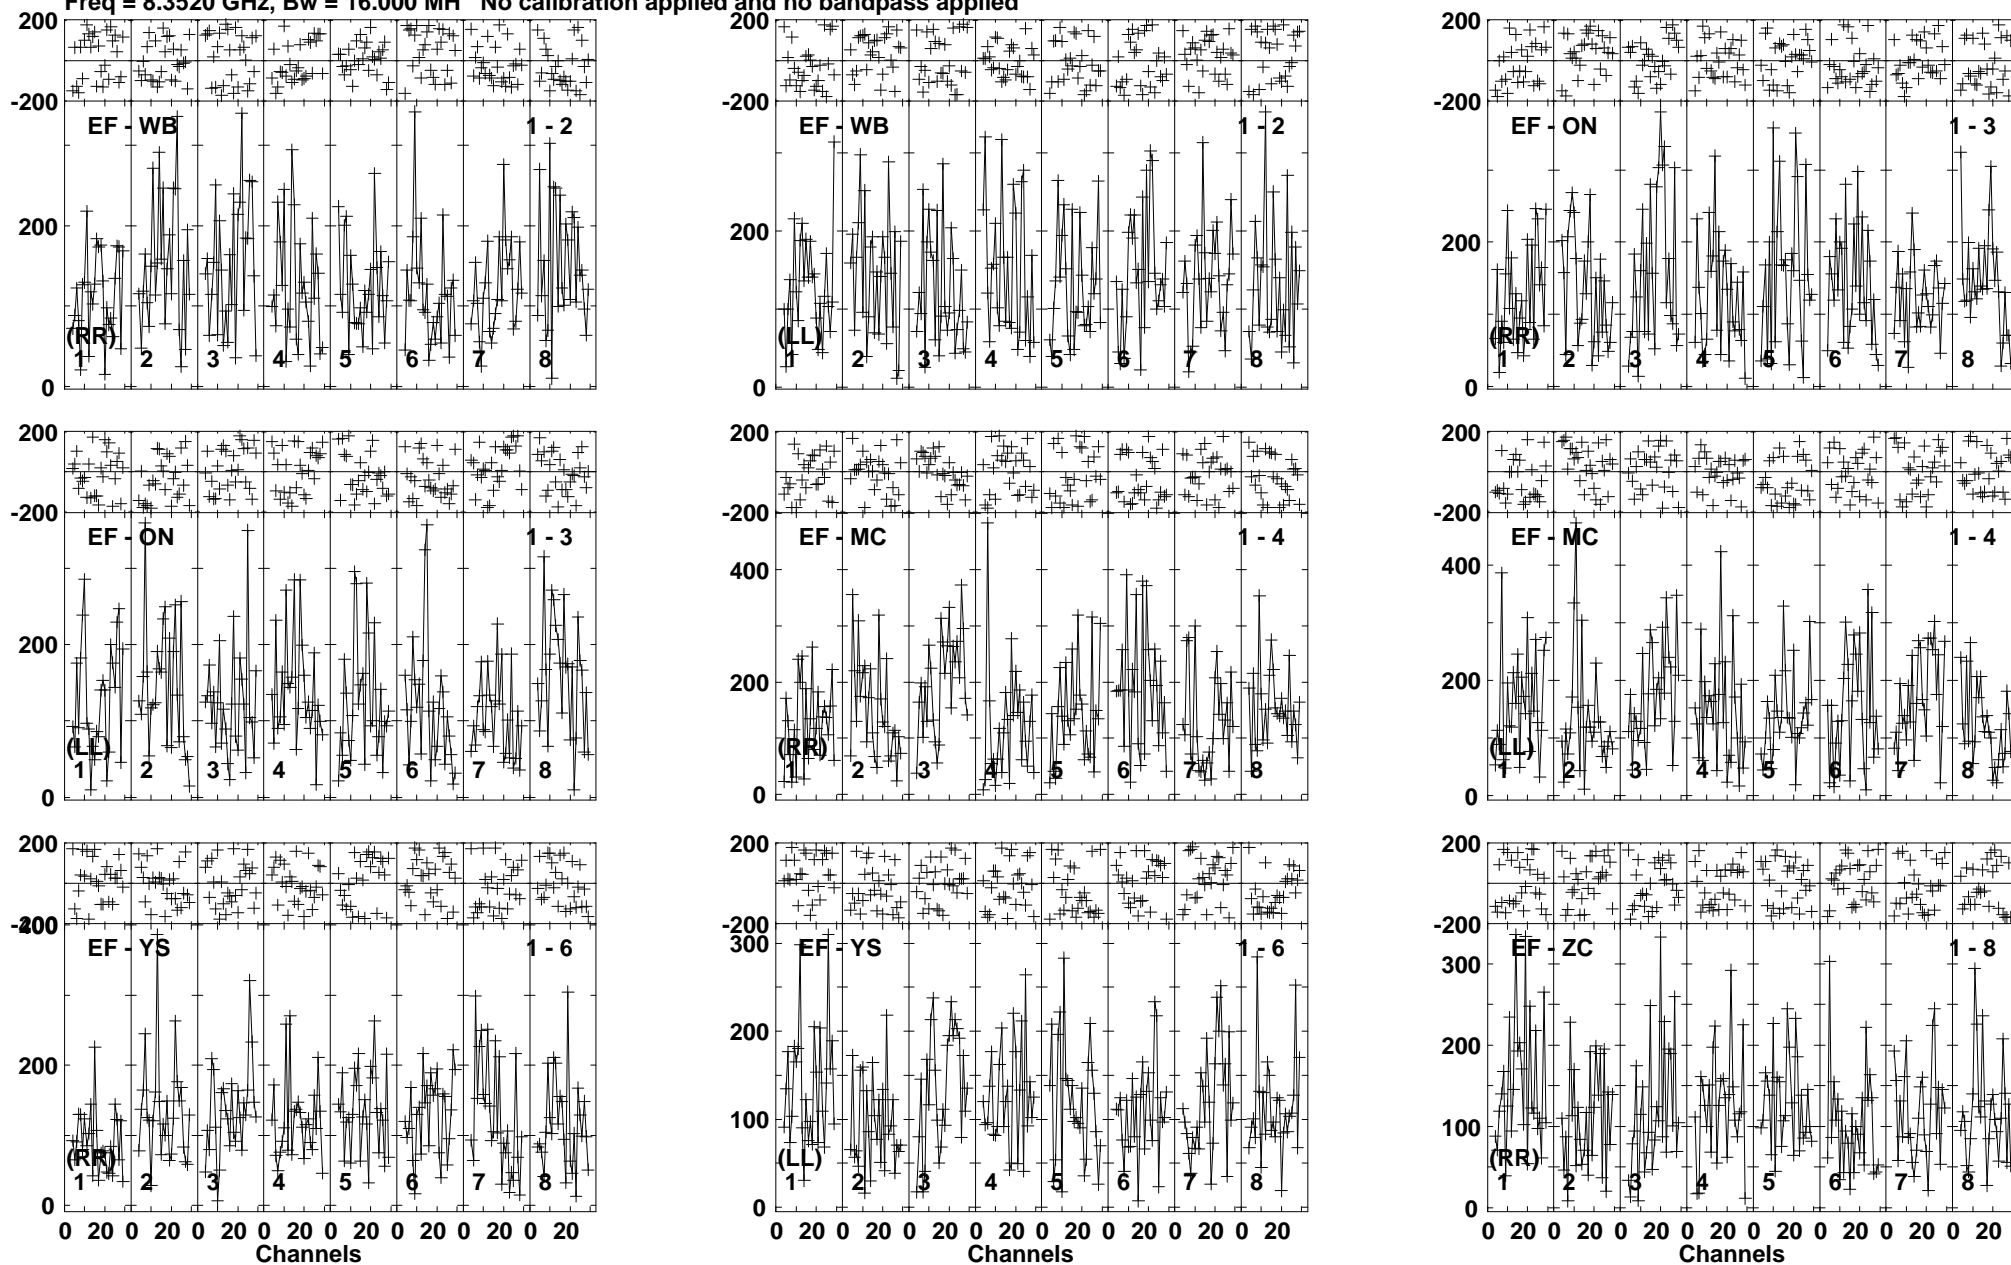 Freq = 8.3520 GHz, Bw = 16.000 MH No calibration applied and no bandpass applied
200 200 200
-200 -200 -200
EF - WB 1 - 2 EF - WB 1 - 2 EF - ON 1 - 3
200 200 200
(RR) (LL) (RR)
1 2 3 4 5 6 7 8 1 2 3 4 5 6 7 8 1 2 3 4 5 6 7 8
0 0 0
200 200 200
-200 -200 -200
EF - ON 1 - 3 EF - MC 1 - 4 EF - MC 1 - 4
400 400
200 200 200
(LL) (RR) (LL)
1 2 3 4 5 6 7 8 1 2 3 4 5 6 7 8 1 2 3 4 5 6 7 8
0 0 0
200 200 200
-200 -200 -200
400
EF - YS 1 - 6 EF - YS 1 - 6 EF - ZC 1 - 8
300 300
200 200 200
100 100
(RR) (LL) (RR)
1 2 3 4 5 6 7 8 1 2 3 4 5 6 7 8 1 2 3 4 5 6 7 8
0 0 0
0 20 0 20 0 20 0 20 0 20 0 20 0 20 0 20 0 20 0 20 0 20 0 20 0 20 0 20 0 20 0 20 0 20 0 20 0 20 0 20 0 20 0 20 0 20 0 20
Channels Channels Channels